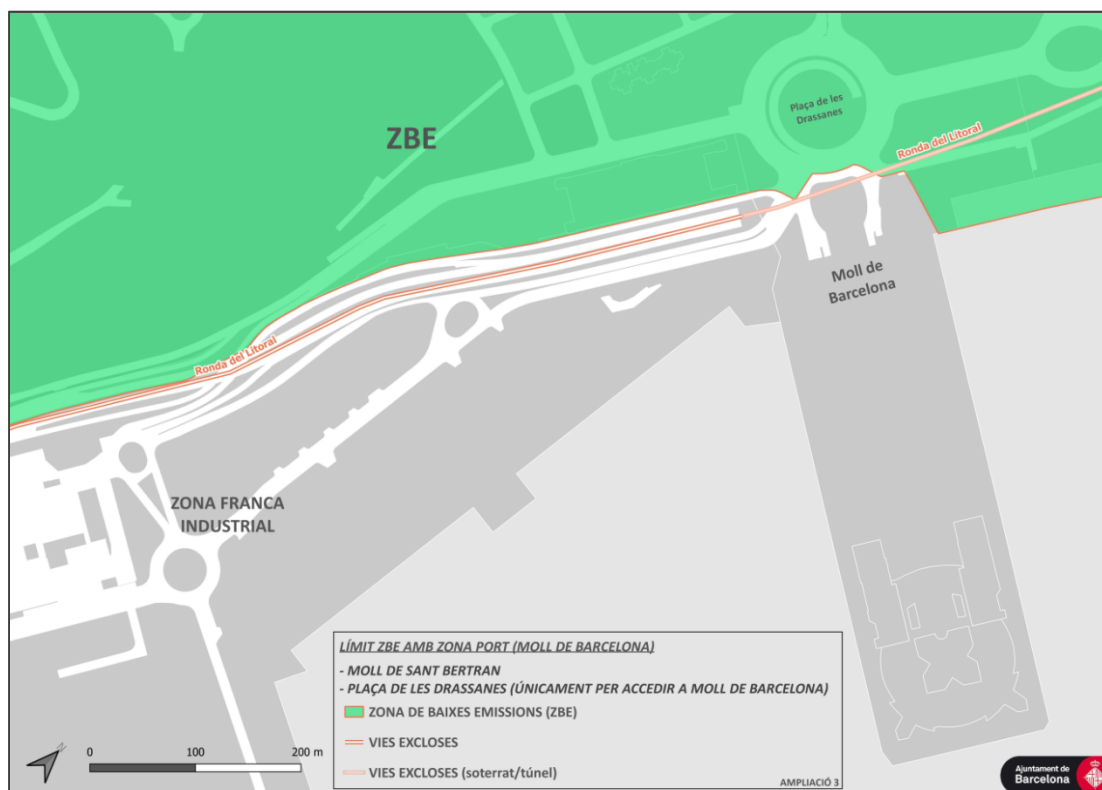 Plaça de les
Drassanes
ZBE
Ronda del Litoral
Moll de
Barcelona
Ronda del Litoral
ZONA FRANCA
INDUSTRIAL
LÍMIT ZBE AMB ZONA PORT (MOLL DE BARCELONA)
- MOLL DE SANT BERTRAN
- PLAÇA DE LES DRASSANES (ÚNICAMENT PER ACCEDIR A MOLL DE BARCELONA)
ZONA DE BAIXES EMISSIONS (ZBE)
VIES EXCLOSES
VIES EXCLOSES (soterrat/túnel)
AMPLIACIÓ 3
N
0 100 200 m
Ajuntament de
Barcelona